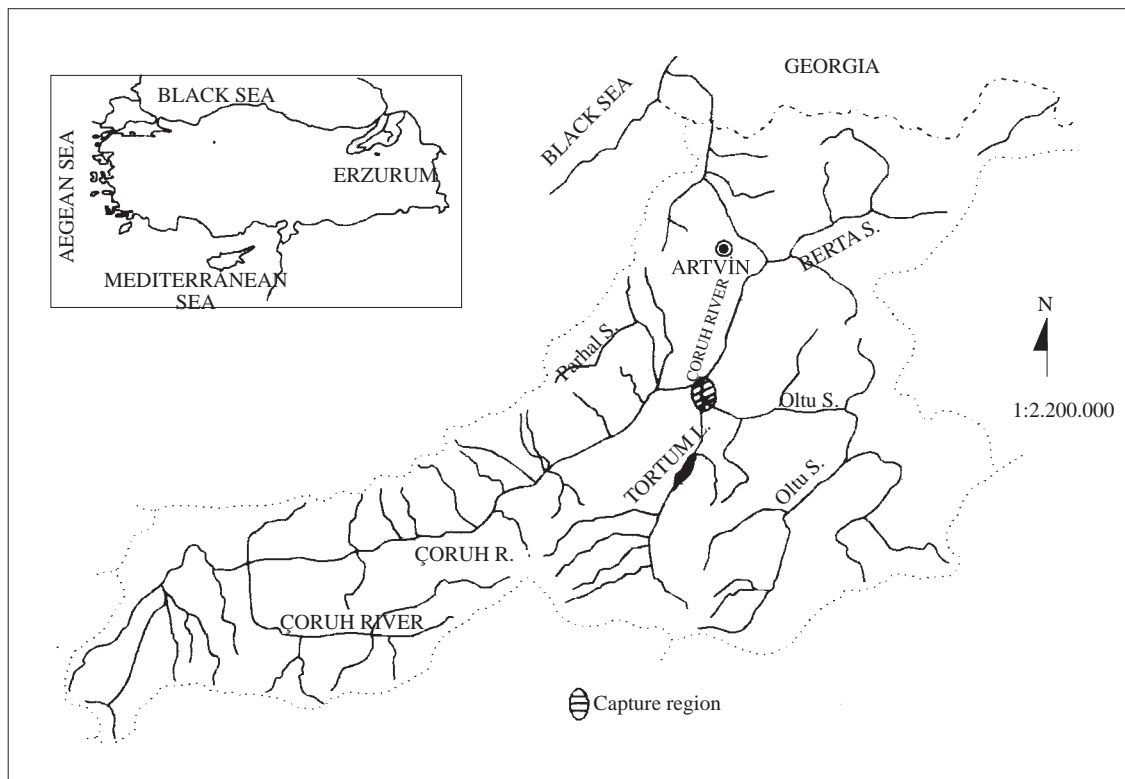 BLACK SEA
AEGEAN SEA
ERZURUM
MEDITERRANEAN
SEA
BLACK SEA
GEORGIA
ARTVİN
BERTA S.
ÇORUH RIVER
Parhal S.
N
1:2.200.000
Oltu S.
TORTUM L.
Oltu S.
ÇORUH R.
ÇORUH RIVER
Capture region